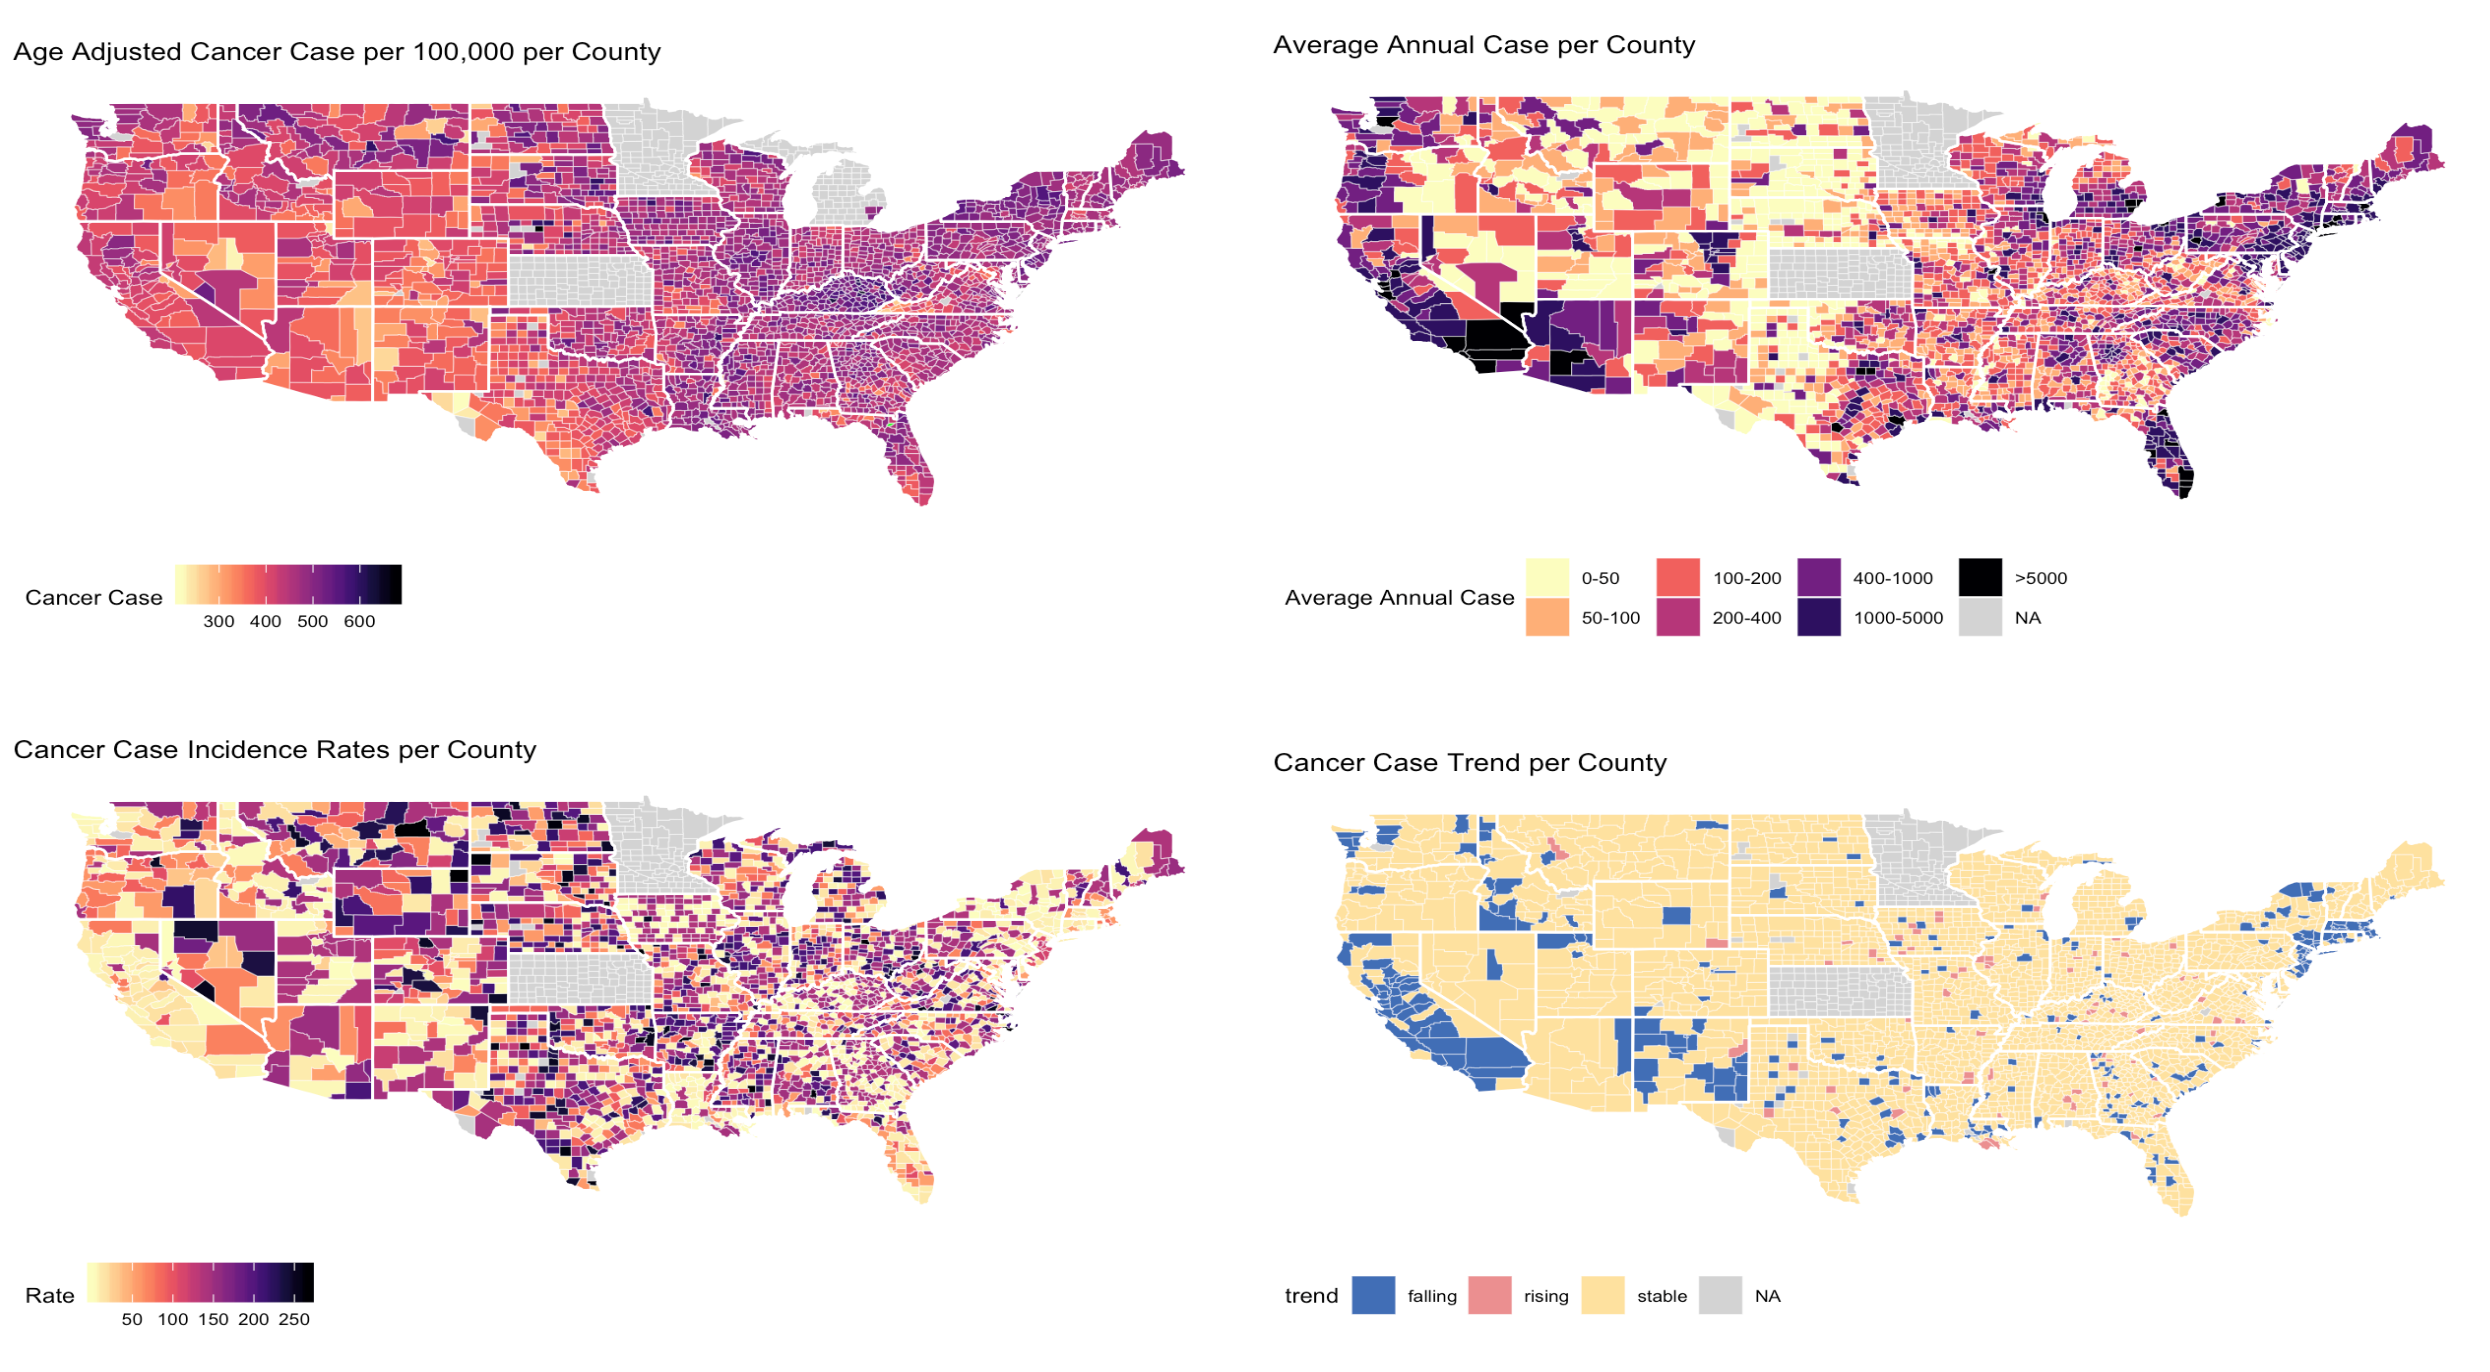 Age Adjusted Cancer Case per 100,000 per County
Cancer Case
300 400 500 600
Average Annual Case per County
Average Annual Case
0-50
100-200
400-1000
>5000
50-100
200-400
1000-5000
NA
Cancer Case Incidence Rates per County
Rate
50 100 150 200 250
Cancer Case Trend per County
trend
falling
rising
stable
NA